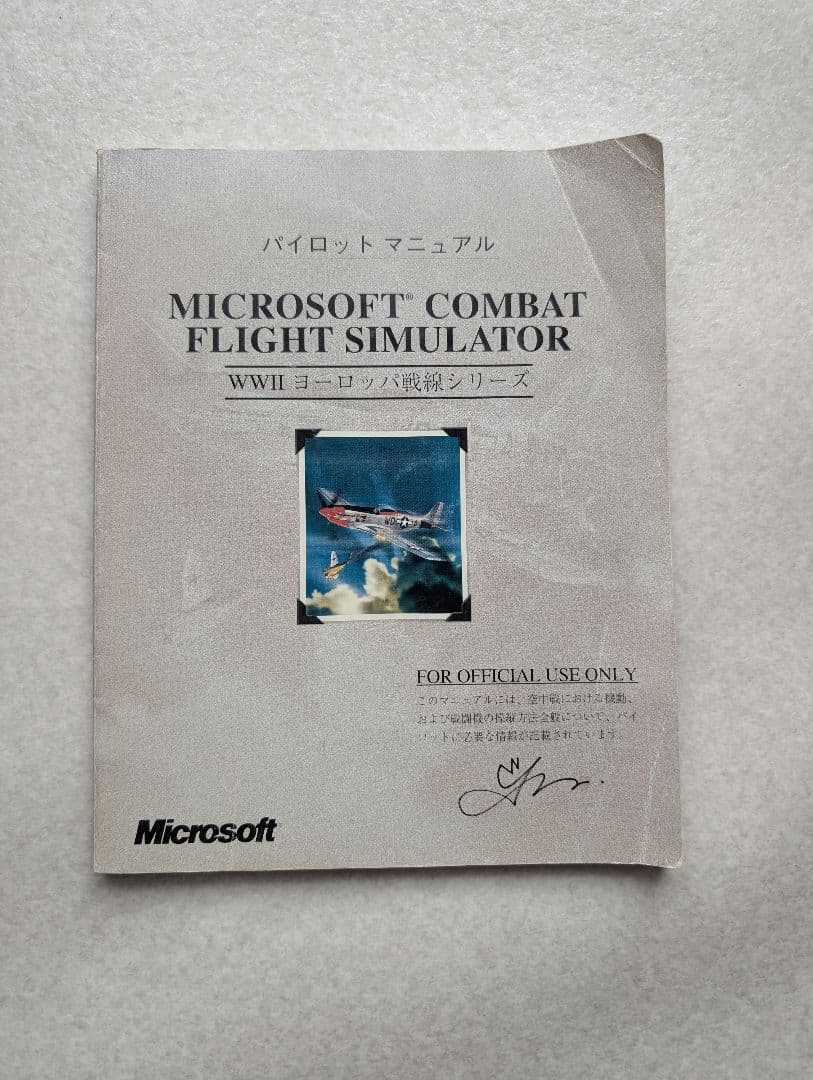 パイロット マニュアル
MICROSOFT® COMBAT
FLIGHT SIMULATOR
WWII ヨーロッパ戦線シリーズ
FOR OFFICIAL USE ONLY
このマニュアルには、空中戦における機動、
および戦闘機の操縦方法全般について、パイ
ロットに必要な情報が記載されています。
Microsoft